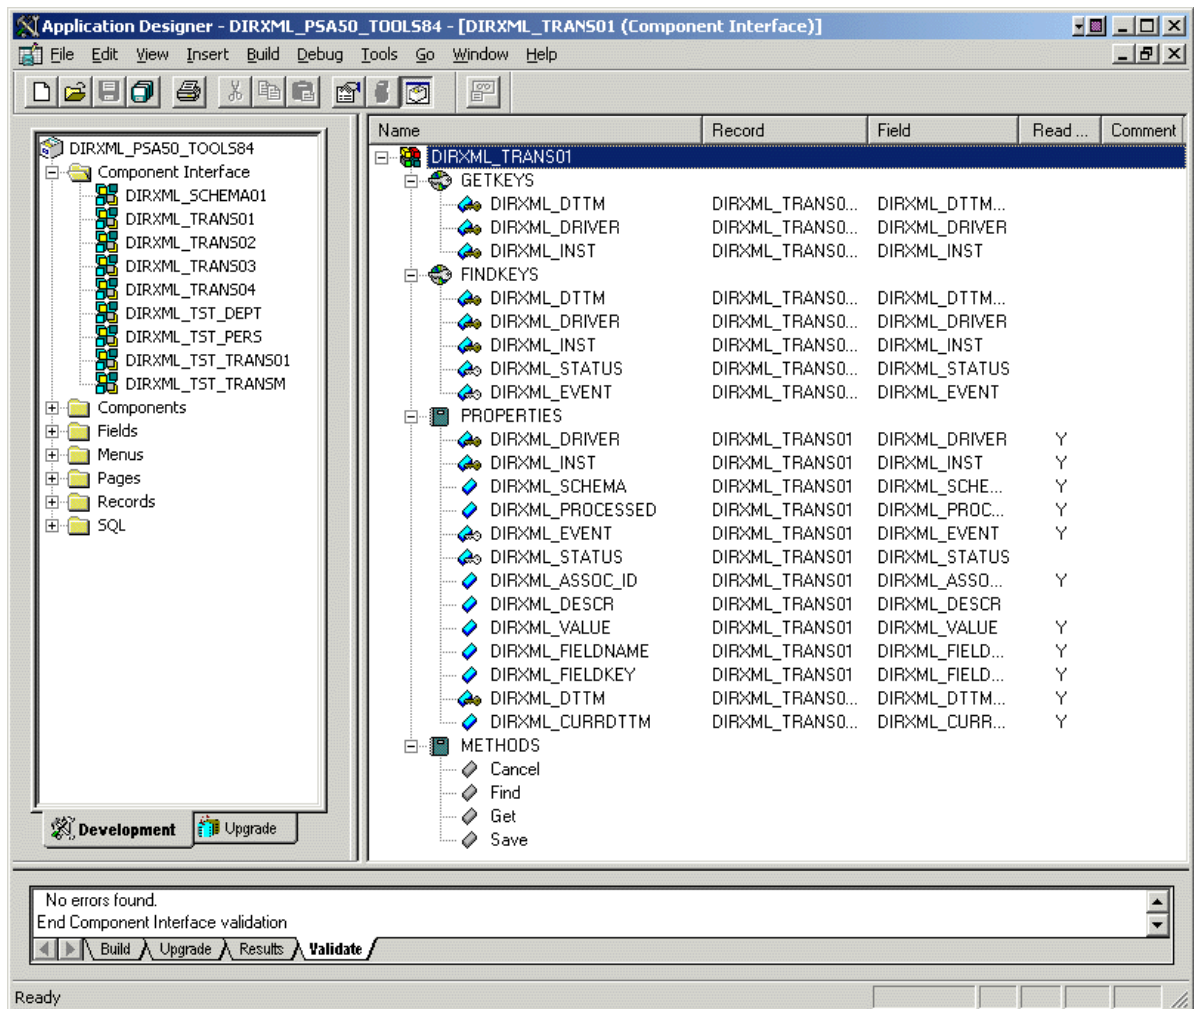 Application Designer - DIRXML_PSA50_TOOLS84 - [DIRXML_TRANS01 (Component Interface)]
File Edit View Insert Build Debug Tools Go Window Help
DIRXML_PSA50_TOOLS84
Component Interface
DIRXML_SCHEMA01
DIRXML_TRANS01
DIRXML_TRANS02
DIRXML_TRANS03
DIRXML_TRANS04
DIRXML_TST_DEPT
DIRXML_TST_PERS
DIRXML_TST_TRANS01
DIRXML_TST_TRANSM
Components
Fields
Menus
Pages
Records
SQL
Development Upgrade
Name Record Field Read ... Comment
DIRXML_TRANS01
GETKEYS
DIRXML_DTTM DIRXML_TRANS0... DIRXML_DTTM...
DIRXML_DRIVER DIRXML_TRANS0... DIRXML_DRIVER
DIRXML_INST DIRXML_TRANS0... DIRXML_INST
FINDKEYS
DIRXML_DTTM DIRXML_TRANS0... DIRXML_DTTM...
DIRXML_DRIVER DIRXML_TRANS0... DIRXML_DRIVER
DIRXML_INST DIRXML_TRANS0... DIRXML_INST
DIRXML_STATUS DIRXML_TRANS0... DIRXML_STATUS
DIRXML_EVENT DIRXML_TRANS0... DIRXML_EVENT
PROPERTIES
DIRXML_DRIVER DIRXML_TRANS01 DIRXML_DRIVER Y
DIRXML_INST DIRXML_TRANS01 DIRXML_INST Y
DIRXML_SCHEMA DIRXML_TRANS01 DIRXML_SCHE... Y
DIRXML_PROCESSED DIRXML_TRANS01 DIRXML_PROC... Y
DIRXML_EVENT DIRXML_TRANS01 DIRXML_EVENT Y
DIRXML_STATUS DIRXML_TRANS01 DIRXML_STATUS
DIRXML_ASSOC_ID DIRXML_TRANS01 DIRXML_ASSO... Y
DIRXML_DESCR DIRXML_TRANS01 DIRXML_DESCR
DIRXML_VALUE DIRXML_TRANS01 DIRXML_VALUE Y
DIRXML_FIELDNAME DIRXML_TRANS01 DIRXML_FIELD... Y
DIRXML_FIELDKEY DIRXML_TRANS01 DIRXML_FIELD... Y
DIRXML_DTTM DIRXML_TRANS0... DIRXML_DTTM... Y
DIRXML_CURRDTTM DIRXML_TRANS0... DIRXML_CURR... Y
METHODS
Cancel
Find
Get
Save
No errors found.
End Component Interface validation
Build Upgrade Results Validate
Ready